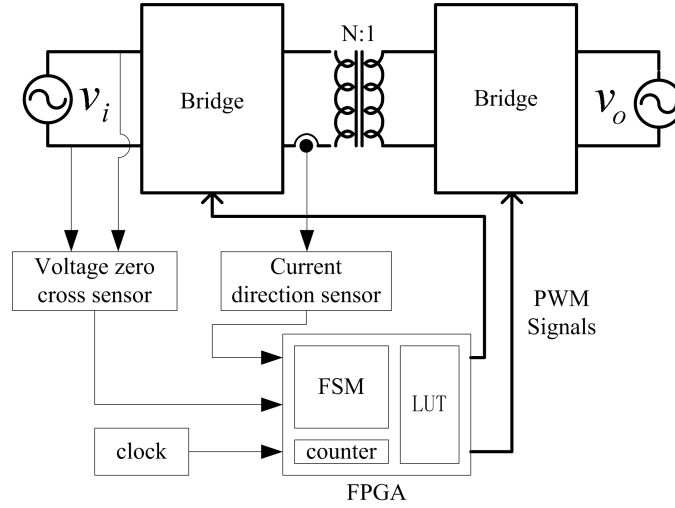 N:1
v_i
Bridge
Bridge
v_o
Voltage zero
cross sensor
Current
direction sensor
PWM
Signals
FSM
LUT
clock
counter
FPGA